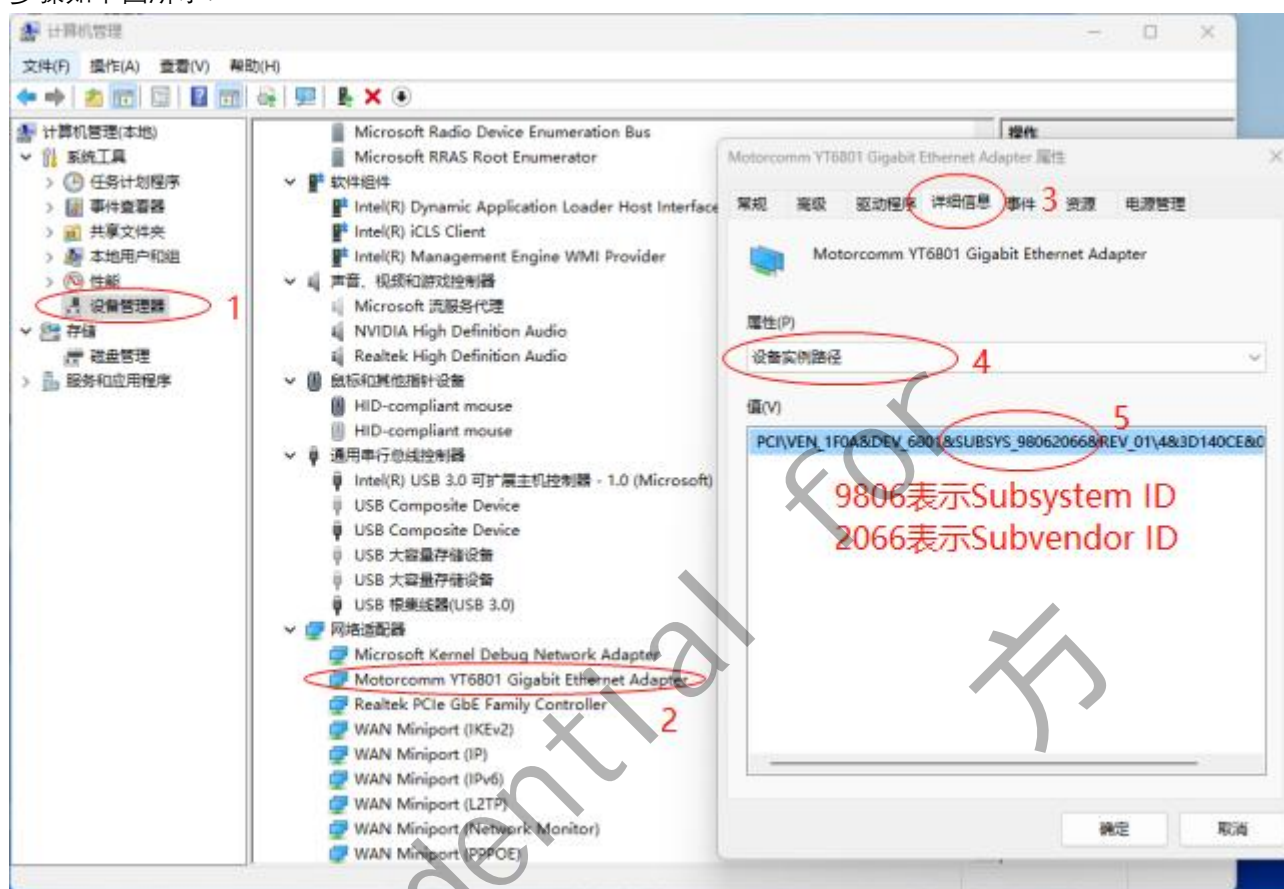 计算机管理
文件(F) 操作(A) 查看(V) 帮助(H)
计算机管理(本地)
系统工具
任务计划程序
事件查看器
共享文件夹
本地用户和组
性能
设备管理器
1
存储
磁盘管理
服务和应用程序
Microsoft Radio Device Enumeration Bus
Microsoft RRAS Root Enumerator
软件组件
Intel(R) Dynamic Application Loader Host Interface
Intel(R) iCLS Client
Intel(R) Management Engine WMI Provider
声音、视频和游戏控制器
Microsoft 流服务代理
NVIDIA High Definition Audio
Realtek High Definition Audio
鼠标和其他指针设备
HID-compliant mouse
HID-compliant mouse
通用串行总线控制器
Intel(R) USB 3.0 可扩展主机控制器 - 1.0 (Microsoft)
USB Composite Device
USB Composite Device
USB 大容量存储设备
USB 大容量存储设备
USB 根集线器(USB 3.0)
网络适配器
Microsoft Kernel Debug Network Adapter
Motorcomm YT6801 Gigabit Ethernet Adapter
2
Realtek PCIe GbE Family Controller
WAN Miniport (IKEv2)
WAN Miniport (IP)
WAN Miniport (IPv6)
WAN Miniport (L2TP)
WAN Miniport (Network Monitor)
WAN Miniport (PPPOE)
操作
Motorcomm YT6801 Gigabit Ethernet Adapter 属性
常规 高级 驱动程序 详细信息 事件 3 资源 电源管理
Motorcomm YT6801 Gigabit Ethernet Adapter
属性(P)
设备实例路径
4
值(V)
5
PCI\VEN_1F0A&DEV_6801&SUBSYS_98062066&REV_01\4&3D140CE&0
9806表示Subsystem ID
2066表示Subvendor ID
确定 取消
dential for
方